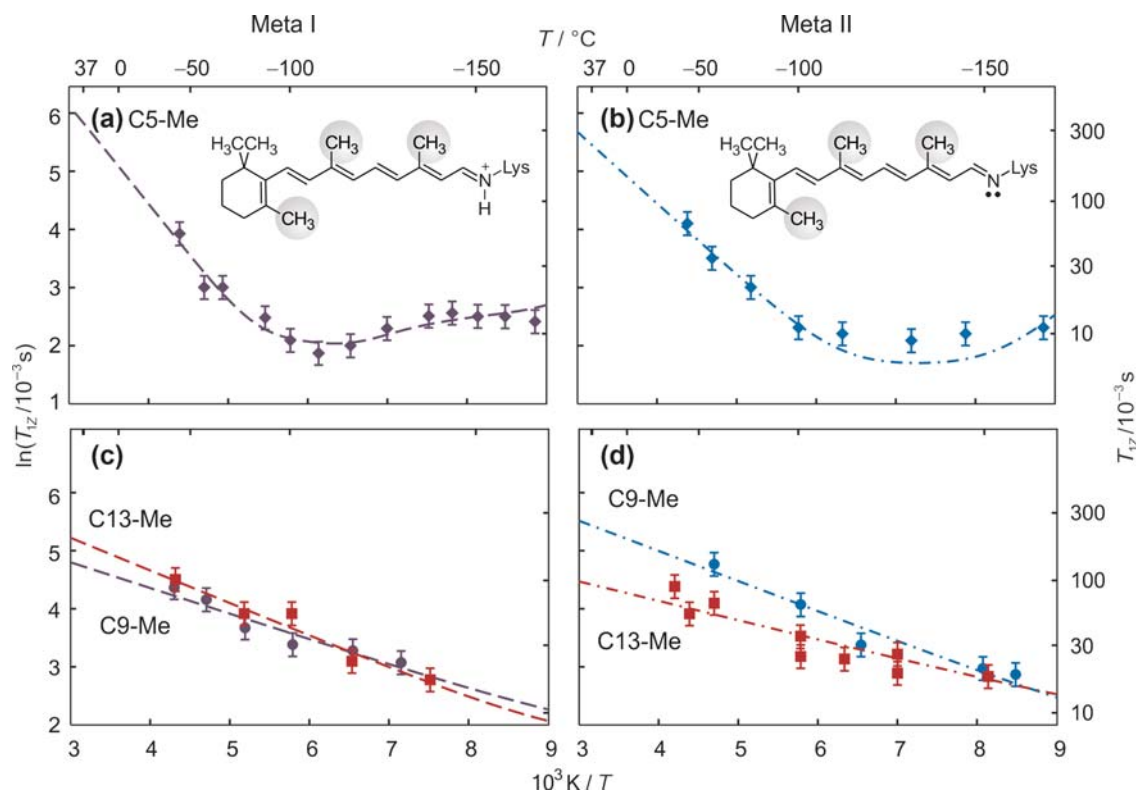 Meta I
Meta II
T / °C
37 0 −50 −100 −150
37 0 −50 −100 −150
(a) C5-Me
(b) C5-Me
H₃C CH₃ CH₃ CH₃ + N Lys
H
CH₃
H₃C CH₃ CH₃ CH₃ N Lys
CH₃
6
5
4
3
2
1
300
100
30
10
ln(T₁Z /10⁻³s)
T₁Z /10⁻³ s
(c)
C13-Me
C9-Me
(d)
C9-Me
C13-Me
6
5
4
3
2
300
100
30
10
3 4 5 6 7 8 9
3 4 5 6 7 8 9
10³ K / T